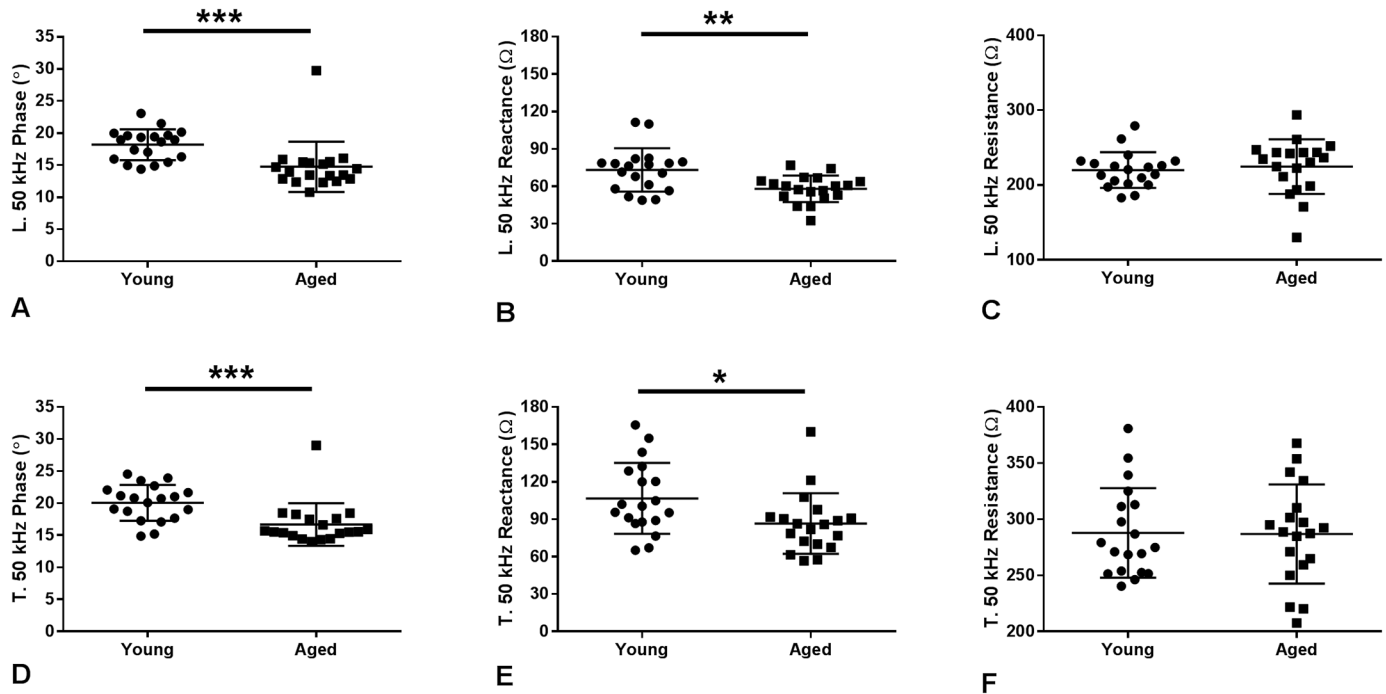 ***
35
30
25
20
15
10
5
0
L. 50 kHz Phase (°)
Young Aged
A
**
180
150
120
90
60
30
0
L. 50 kHz Reactance (Ω)
Young Aged
B
400
300
200
100
L. 50 kHz Resistance (Ω)
Young Aged
C
***
35
30
25
20
15
10
5
0
T. 50 kHz Phase (°)
Young Aged
D
*
180
150
120
90
60
30
0
T. 50 kHz Reactance (Ω)
Young Aged
E
400
350
300
250
200
T. 50 kHz Resistance (Ω)
Young Aged
F